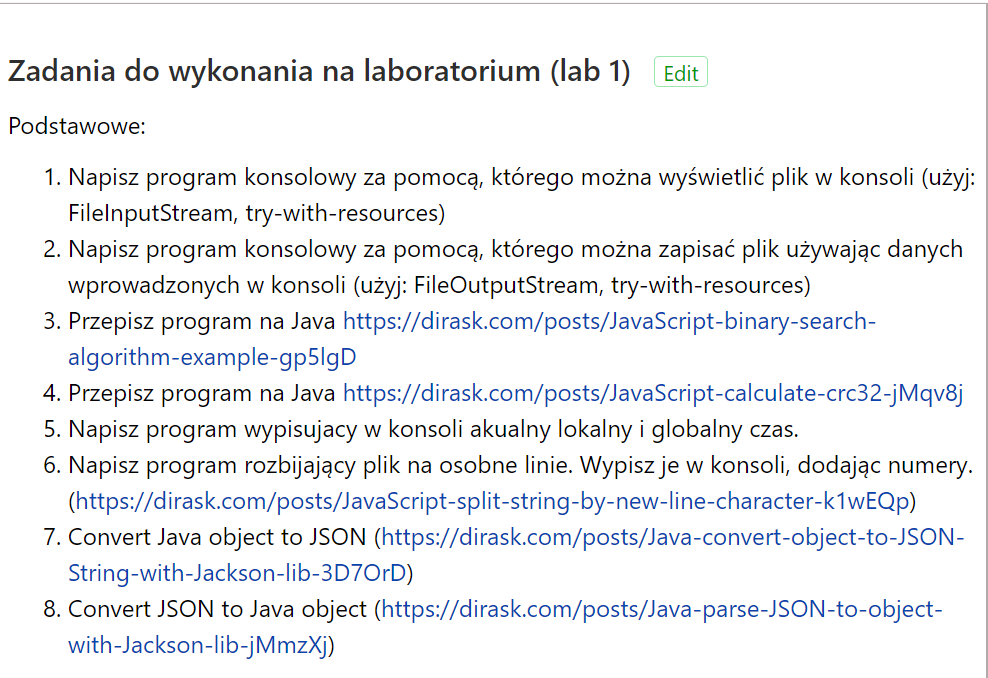 Zadania do wykonania na laboratorium (lab 1) Edit
Podstawowe:
1. Napisz program konsolowy za pomocą, którego można wyświetlić plik w konsoli (użyj:
FileInputStream, try-with-resources)
2. Napisz program konsolowy za pomocą, którego można zapisać plik używając danych
wprowadzonych w konsoli (użyj: FileOutputStream, try-with-resources)
3. Przepisz program na Java https://dirask.com/posts/JavaScript-binary-search-
algorithm-example-gp5lgD
4. Przepisz program na Java https://dirask.com/posts/JavaScript-calculate-crc32-jMqv8j
5. Napisz program wypisujacy w konsoli akualny lokalny i globalny czas.
6. Napisz program rozbijający plik na osobne linie. Wypisz je w konsoli, dodając numery.
(https://dirask.com/posts/JavaScript-split-string-by-new-line-character-k1wEQp)
7. Convert Java object to JSON (https://dirask.com/posts/Java-convert-object-to-JSON-
String-with-Jackson-lib-3D7OrD)
8. Convert JSON to Java object (https://dirask.com/posts/Java-parse-JSON-to-object-
with-Jackson-lib-jMmzXj)